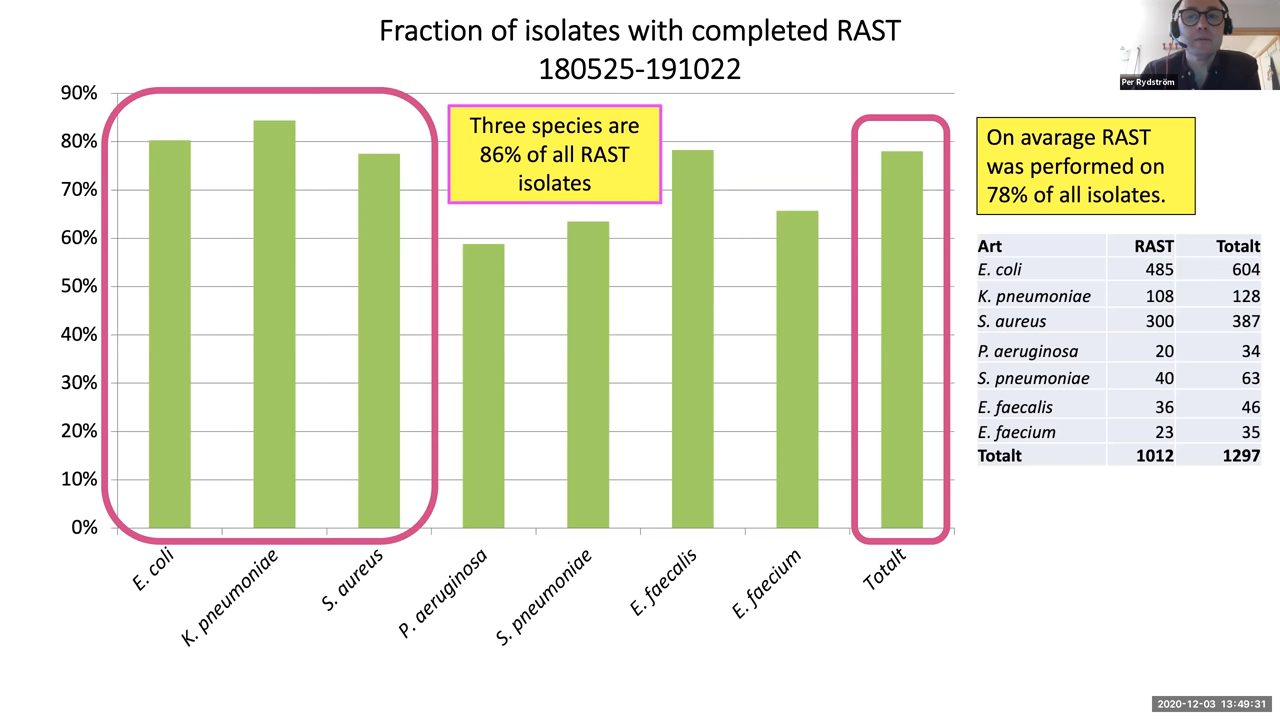 Fraction of isolates with completed RAST
180525-191022
Per Rydström
90%
80%
70%
60%
50%
40%
30%
20%
10%
0%
Three species are
86% of all RAST
isolates
E. coli
K. pneumoniae
S. aureus
P. aeruginosa
S. pneumoniae
E. faecalis
E. faecium
Totalt
On avarage RAST
was performed on
78% of all isolates.
Art RAST Totalt
E. coli 485 604
K. pneumoniae 108 128
S. aureus 300 387
P. aeruginosa 20 34
S. pneumoniae 40 63
E. faecalis 36 46
E. faecium 23 35
Totalt 1012 1297
2020-12-03 13:49:31